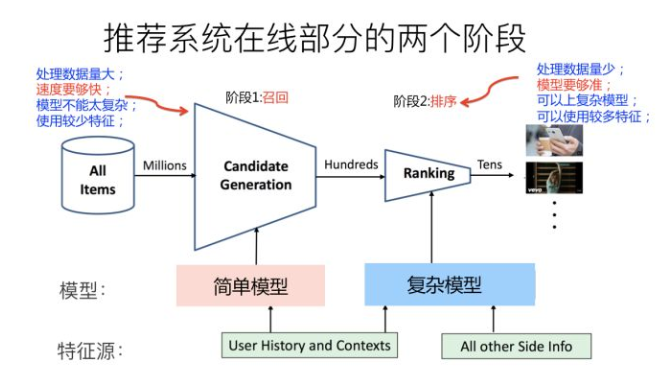 推荐系统在线部分的两个阶段
处理数据量大；
速度要够快；
模型不能太复杂；
使用较少特征；
阶段1:召回
阶段2:排序
处理数据量少；
模型要够准；
可以上复杂模型；
可以使用较多特征；
All
Items
Millions
Candidate
Generation
Hundreds
Ranking
Tens
vevo
模型：
简单模型
复杂模型
特征源：
User History and Contexts
All other Side Info